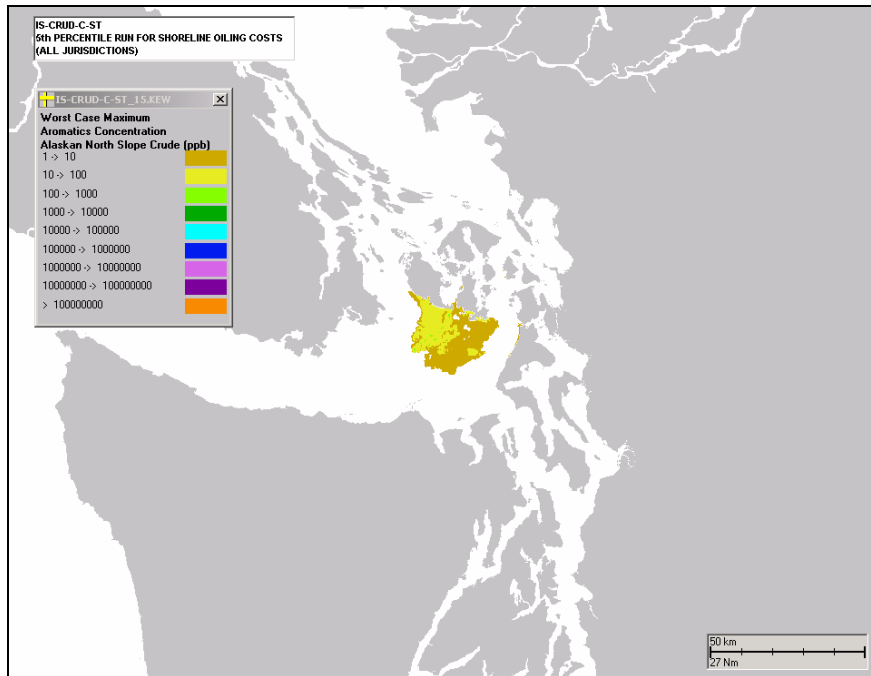 IS-CRUD-C-ST
5th PERCENTILE RUN FOR SHORELINE OILING COSTS
(ALL JURISDICTIONS)
IS-CRUD-C-ST_15.KEW
Worst Case Maximum
Aromatics Concentration
Alaskan North Slope Crude (ppb)
1 -> 10
10 -> 100
100 -> 1000
1000 -> 10000
10000 -> 100000
100000 -> 1000000
1000000 -> 10000000
10000000 -> 100000000
> 100000000
50 km
27 Nm